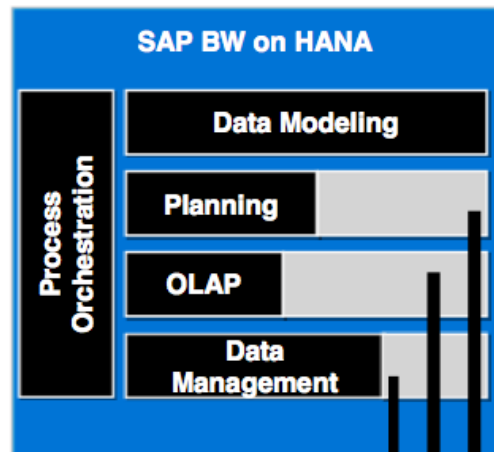 SAP BW on HANA
Process
Orchestration
Data Modeling
Planning
OLAP
Data
Management